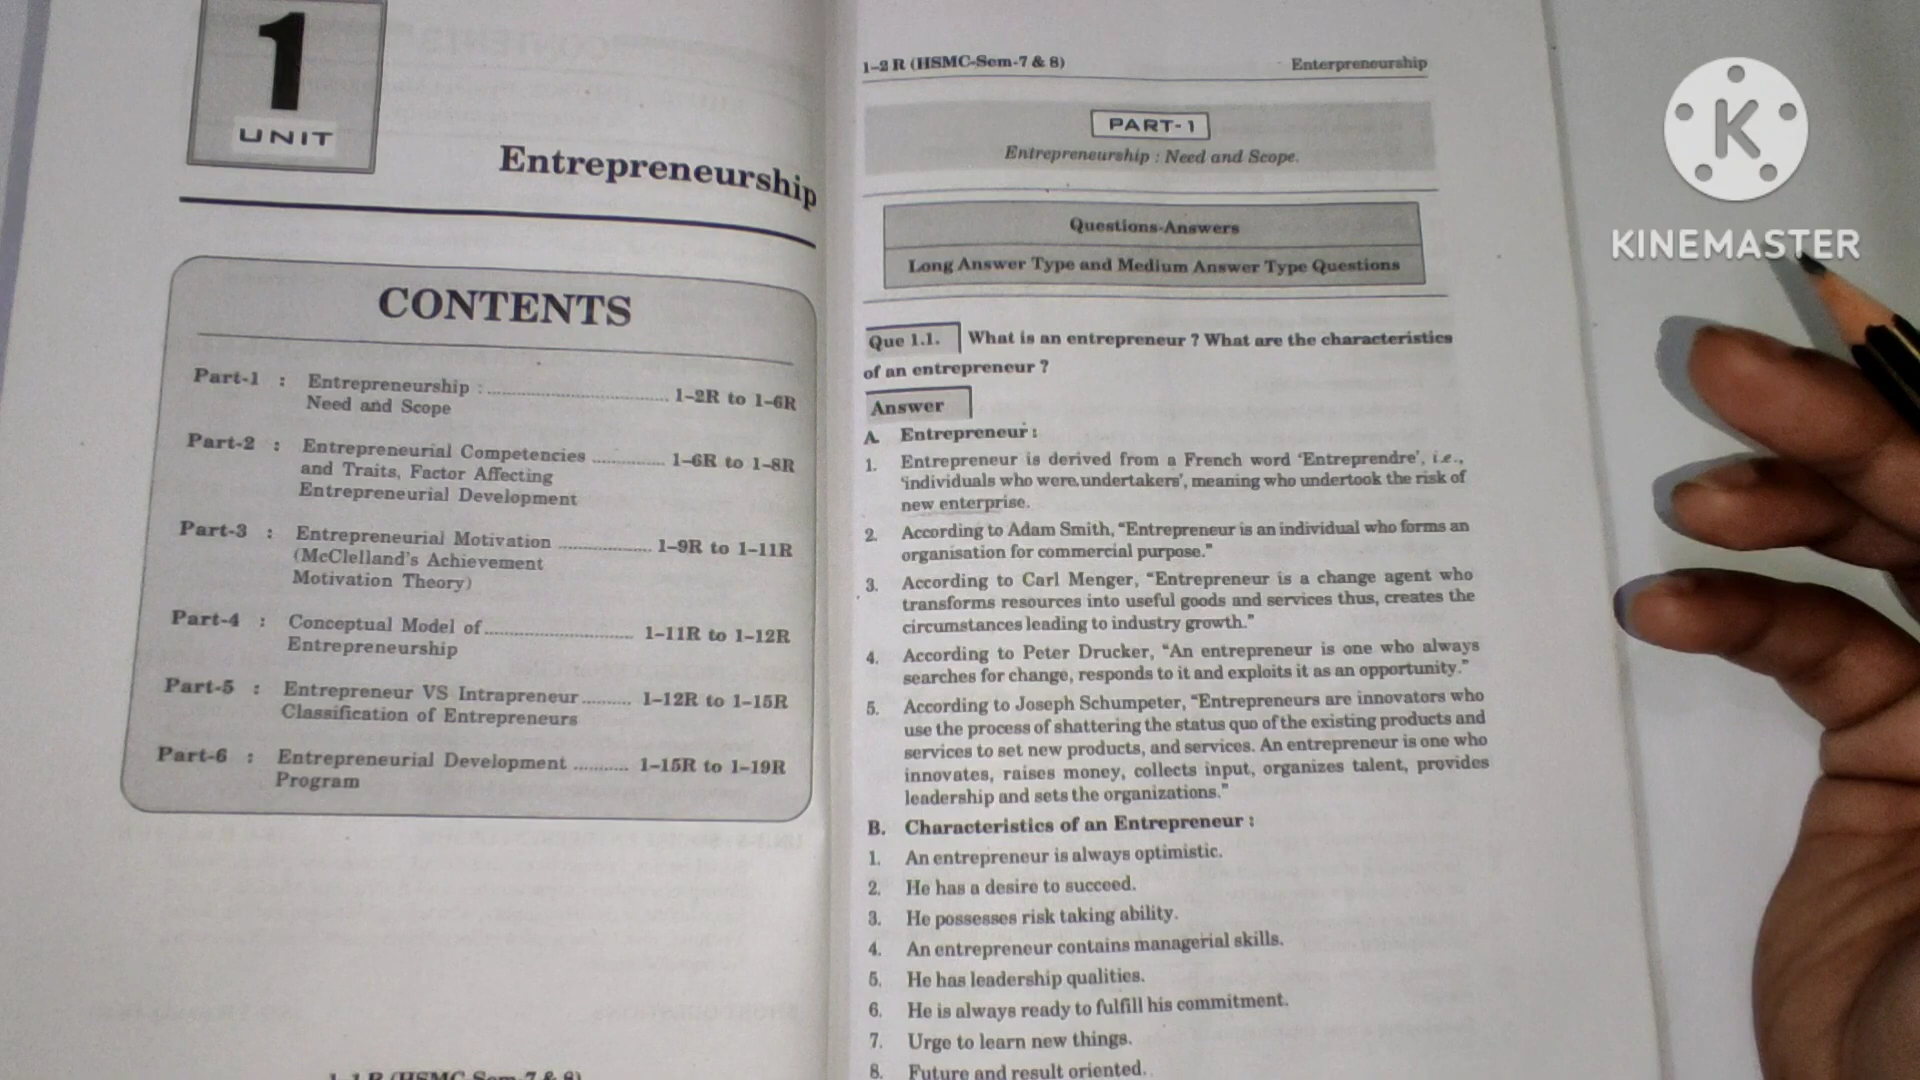 1
UNIT
Entrepreneurship
CONTENTS
Part-1 : Entrepreneurship : ................................ 1–2R to 1–6R
Need and Scope
Part-2 : Entrepreneurial Competencies ............. 1–6R to 1–8R
and Traits, Factor Affecting
Entrepreneurial Development
Part-3 : Entrepreneurial Motivation ................. 1–9R to 1–11R
(McClelland's Achievement
Motivation Theory)
Part-4 : Conceptual Model of ........................... 1–11R to 1–12R
Entrepreneurship
Part-5 : Entrepreneur VS Intrapreneur .......... 1–12R to 1–15R
Classification of Entrepreneurs
Part-6 : Entrepreneurial Development ........... 1–15R to 1–19R
Program
1–1 R (HSMC-Sem-7 & 8)
1–2 R (HSMC-Sem-7 & 8) Enterpreneurship
PART-1
Entrepreneurship : Need and Scope.
Questions-Answers
Long Answer Type and Medium Answer Type Questions
Que 1.1. What is an entrepreneur ? What are the characteristics
of an entrepreneur ?
Answer
A. Entrepreneur :
1. Entrepreneur is derived from a French word 'Entreprendre', i.e.,
'individuals who were undertakers', meaning who undertook the risk of
new enterprise.
2. According to Adam Smith, "Entrepreneur is an individual who forms an
organisation for commercial purpose."
3. According to Carl Menger, "Entrepreneur is a change agent who
transforms resources into useful goods and services thus, creates the
circumstances leading to industry growth."
4. According to Peter Drucker, "An entrepreneur is one who always
searches for change, responds to it and exploits it as an opportunity."
5. According to Joseph Schumpeter, "Entrepreneurs are innovators who
use the process of shattering the status quo of the existing products and
services to set new products, and services. An entrepreneur is one who
innovates, raises money, collects input, organizes talent, provides
leadership and sets the organizations."
B. Characteristics of an Entrepreneur :
1. An entrepreneur is always optimistic.
2. He has a desire to succeed.
3. He possesses risk taking ability.
4. An entrepreneur contains managerial skills.
5. He has leadership qualities.
6. He is always ready to fulfill his commitment.
7. Urge to learn new things.
8. Future and result oriented.
K
KINEMASTER